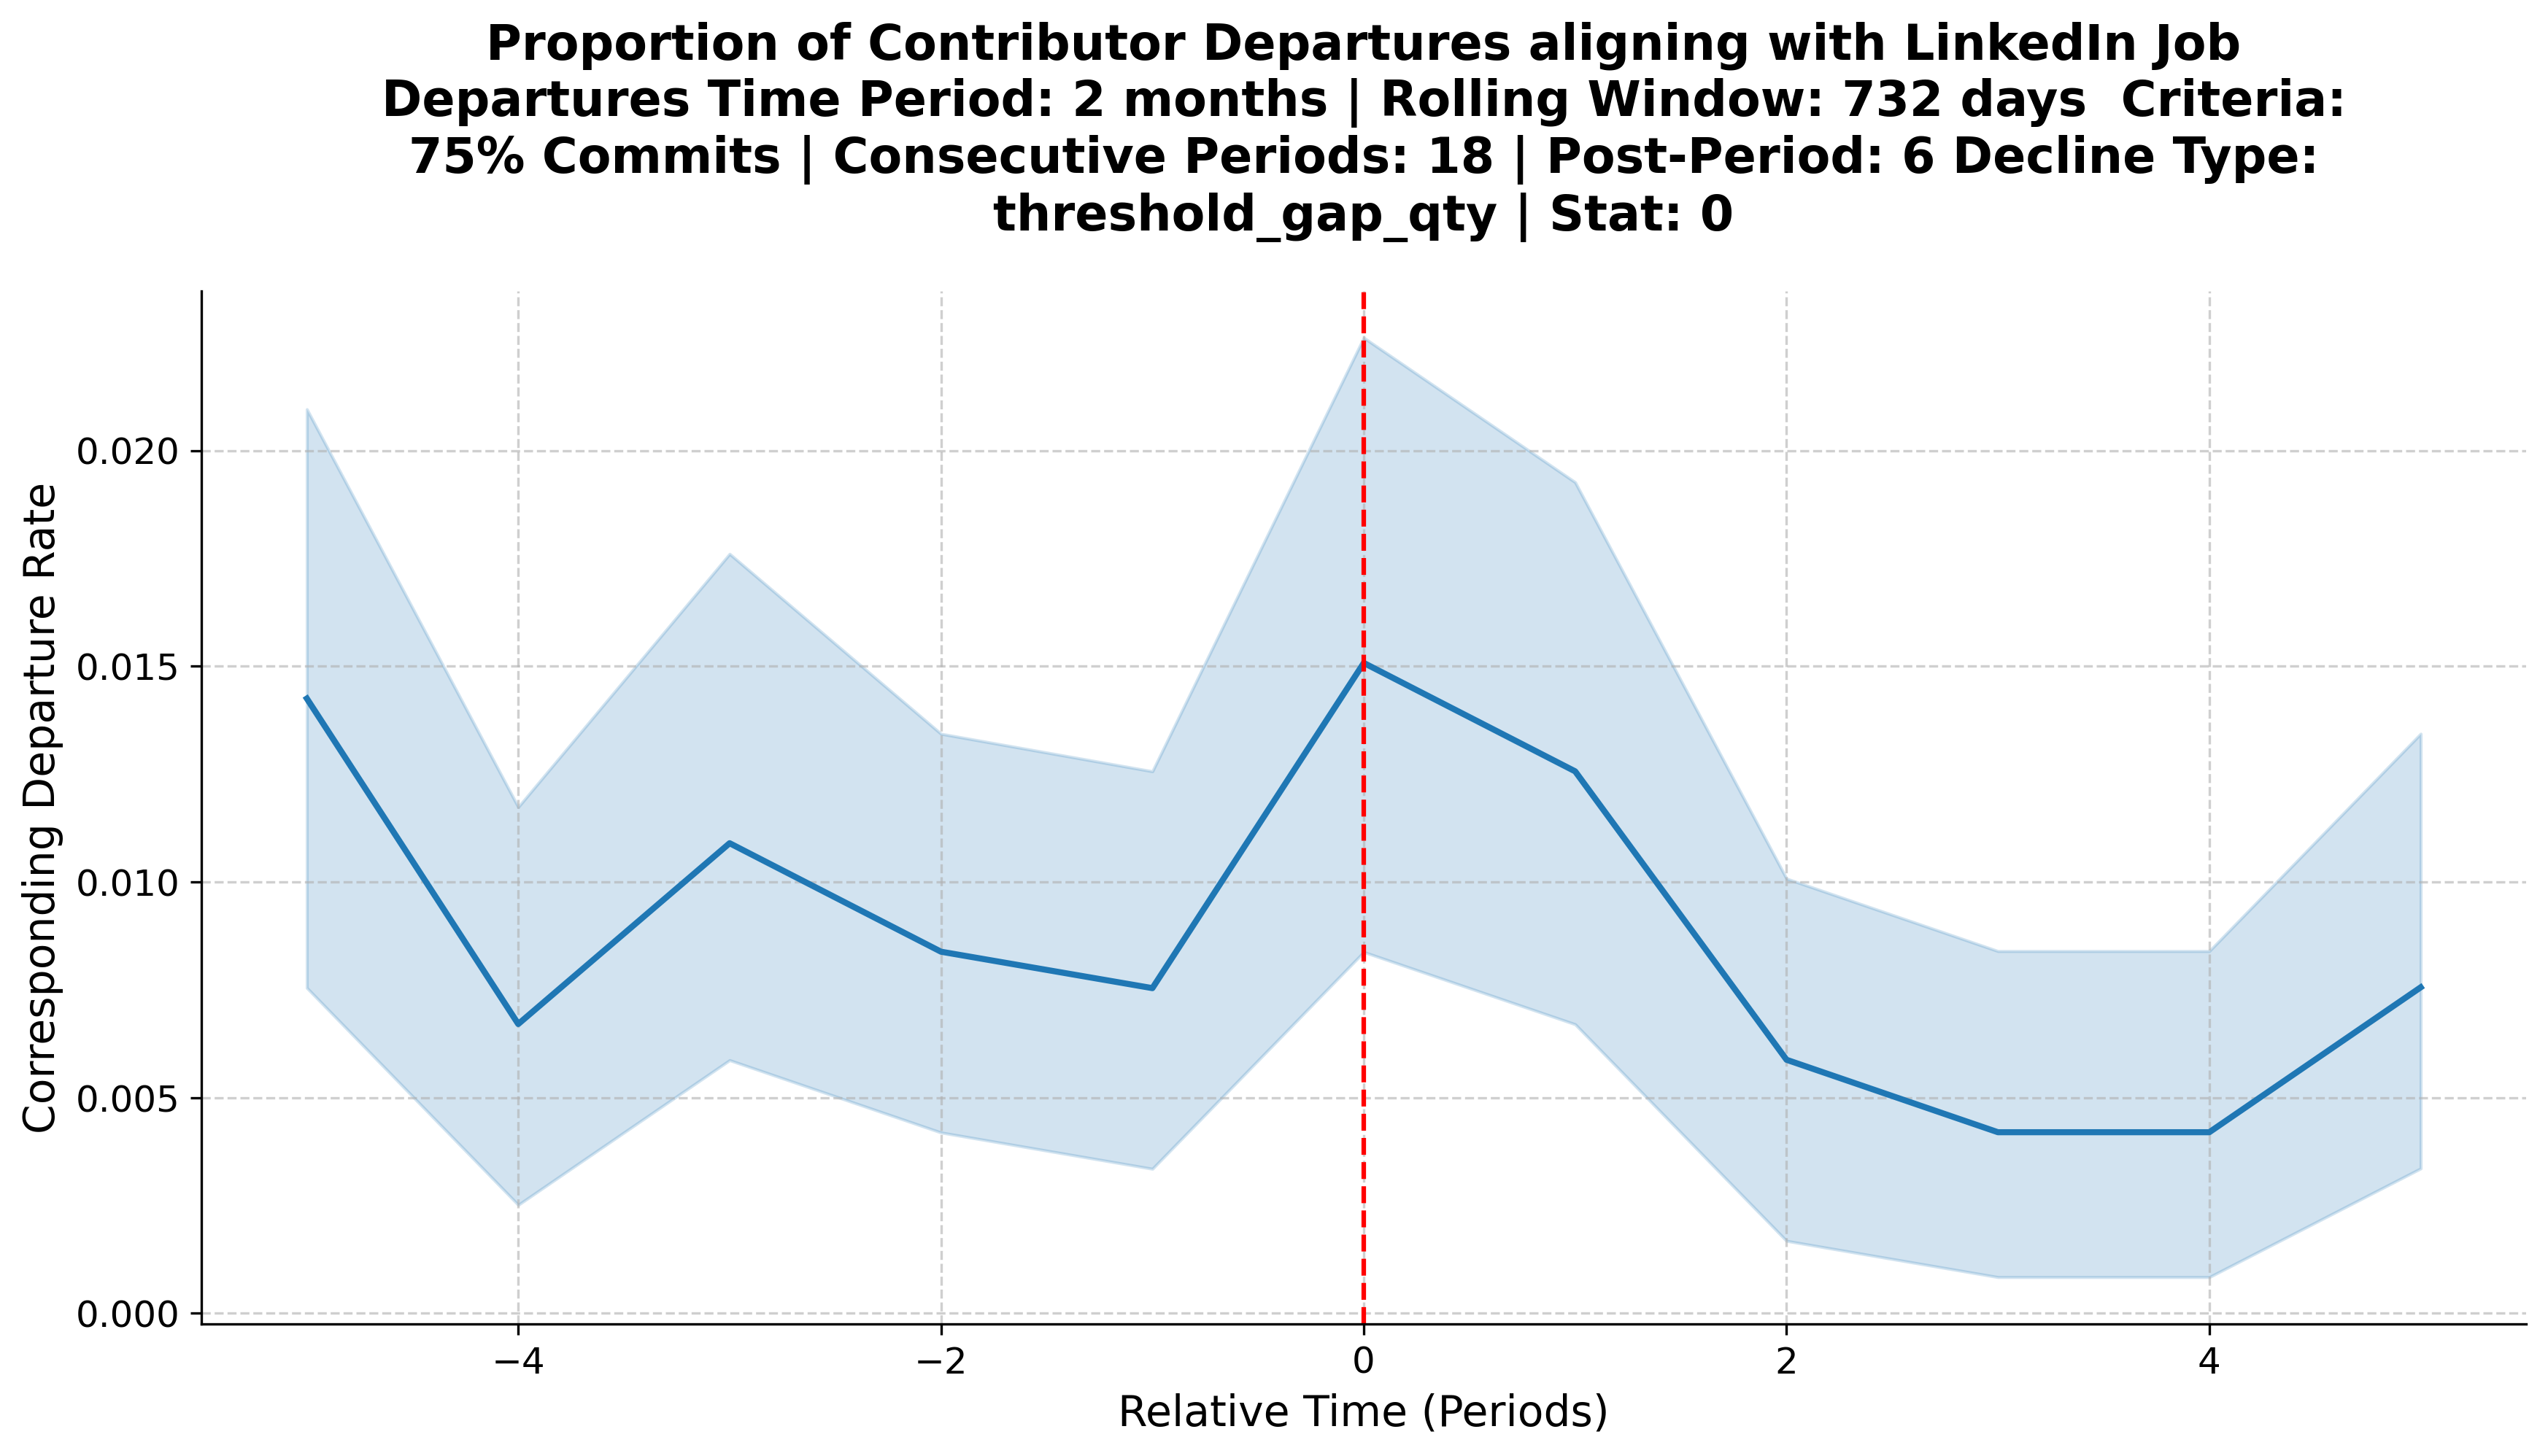 Proportion of Contributor Departures aligning with LinkedIn Job
Departures Time Period: 2 months | Rolling Window: 732 days  Criteria:
75% Commits | Consecutive Periods: 18 | Post-Period: 6 Decline Type:
threshold_gap_qty | Stat: 0
Corresponding Departure Rate
0.020
0.015
0.010
0.005
0.000
−4
−2
0
2
4
Relative Time (Periods)